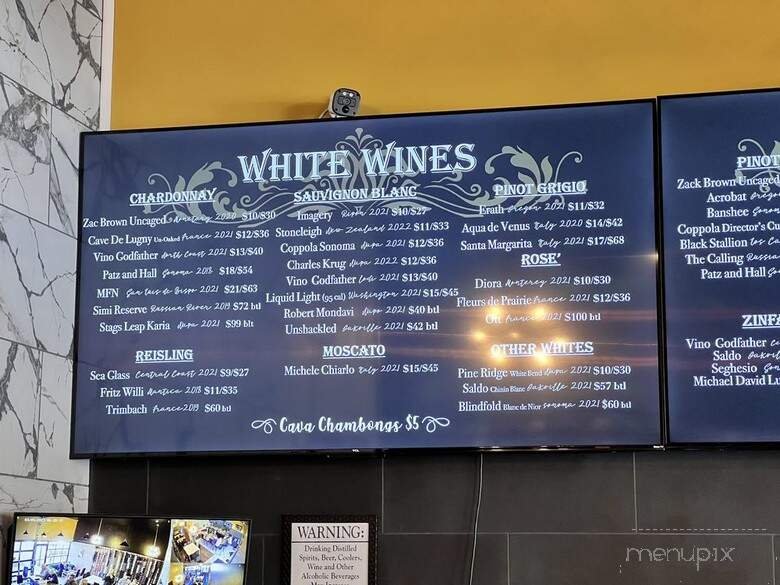 WHITE WINES
CHARDONNAY
Zac Brown Uncaged Monterey 2020 $10/$30
Cave De Lugny Un-Oaked France 2021 $12/$36
Vino Godfather North Coast 2021 $13/$40
Patz and Hall Sonoma 2018 $18/$54
MFN San Luis de Bispo 2021 $21/$63
Simi Reserve Russian River 2019 $72 btl
Stags Leap Karia Napa 2021 $99 btl
REISLING
Sea Glass Central Coast 2021 $9/$27
Fritz Willi 2018 $11/$35
Trimbach France 2019 $60 btl
SAUVIGNON BLANC
Imagery 2021 $10/$27
Stoneleigh New Zealand 2022 $11/$33
Coppola Sonoma Napa 2021 $12/$36
Charles Krug Napa 2022 $12/$36
Vino Godfather Lodi 2021 $13/$40
Liquid Light (95 cal) Washington 2021 $15/$45
Robert Mondavi Napa 2021 $40 btl
Unshackled Oakville 2021 $42 btl
MOSCATO
Michele Chiarlo Italy 2021 $15/$45
PINOT GRIGIO
Erath Oregon 2021 $11/$32
Aqua de Venus Italy 2020 $14/$42
Santa Margarita Italy 2021 $17/$68
ROSE'
Diora Monterey 2021 $10/$30
Fleurs de Prairie France 2021 $12/$36
Ott France 2021 $100 btl
OTHER WHITES
Pine Ridge White Bend Napa 2021 $10/$30
Saldo Chinin Blanc Oakville 2021 $57 btl
Blindfold Blanc de Nior Sonoma 2021 $60 btl
Cava Chambongs $5
PINOT
Zack Brown Uncaged
Acrobat Oregon
Banshee
Coppola Director's Cu
Black Stallion Los C
The Calling Russian
Patz and Hall
ZINFA
Vino Godfather
Saldo Oakville
Seghesio
Michael David L
WARNING:
Drinking Distilled
Spirits, Beer, Coolers,
Wine and Other
Alcoholic Beverages
menupix